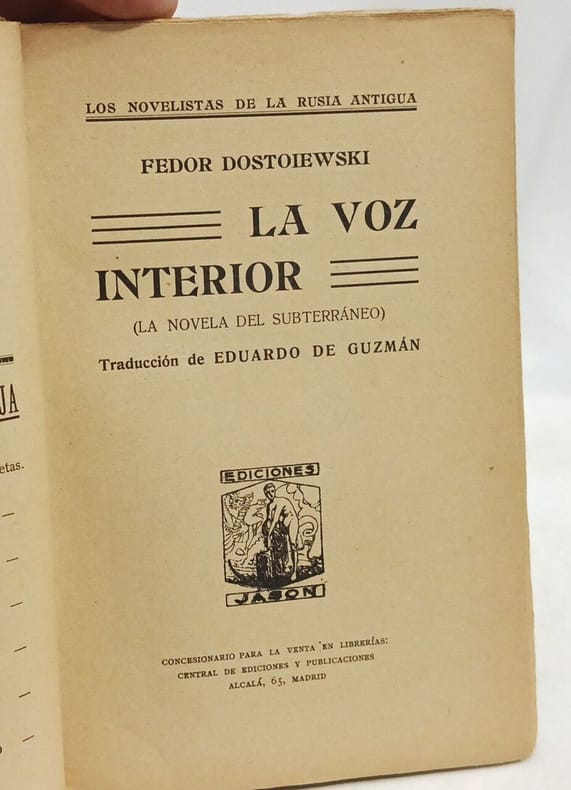 LOS NOVELISTAS DE LA RUSIA ANTIGUA
FEDOR DOSTOIEWSKI
LA VOZ
INTERIOR
(LA NOVELA DEL SUBTERRÁNEO)
Traducción de EDUARDO DE GUZMÁN
EDICIONES
JASON
CONCESIONARIO PARA LA VENTA EN LIBRERÍAS:
CENTRAL DE EDICIONES Y PUBLICACIONES
ALCALÁ, 65, MADRID